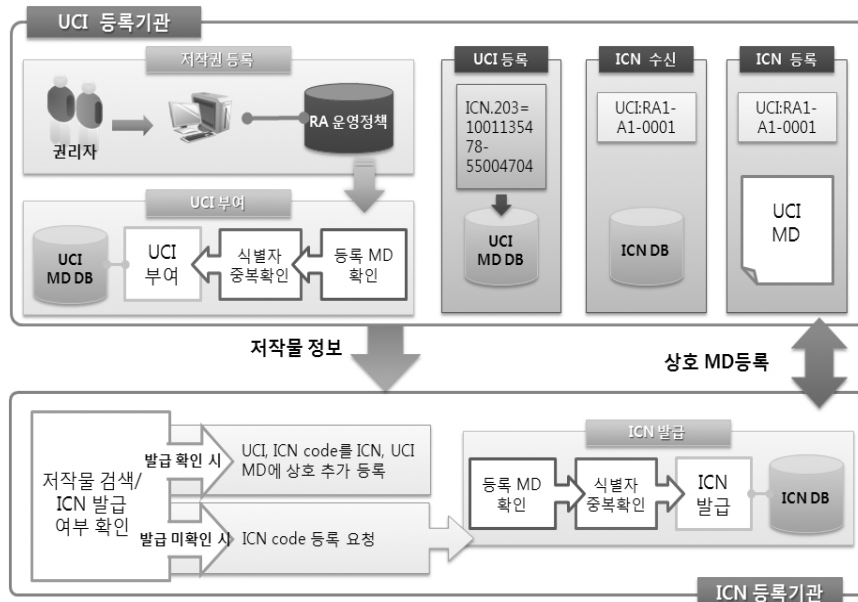 UCI 등록기관
저작권 등록
권리자
RA 운영정책
UCI 부여
UCI
MD DB
UCI
부여
식별자
중복확인
등록 MD
확인
UCI 등록
ICN.203=
10011354
78-
55004704
UCI
MD DB
ICN 수신
UCI:RA1-
A1-0001
ICN DB
ICN 등록
UCI:RA1-
A1-0001
UCI
MD
저작물 정보
상호 MD등록
저작물 검색/
ICN 발급
여부 확인
발급 확인 시
UCI, ICN code를 ICN, UCI
MD에 상호 추가 등록
발급 미확인 시
ICN code 등록 요청
ICN 발급
등록 MD
확인
식별자
중복확인
ICN
발급
ICN DB
ICN 등록기관